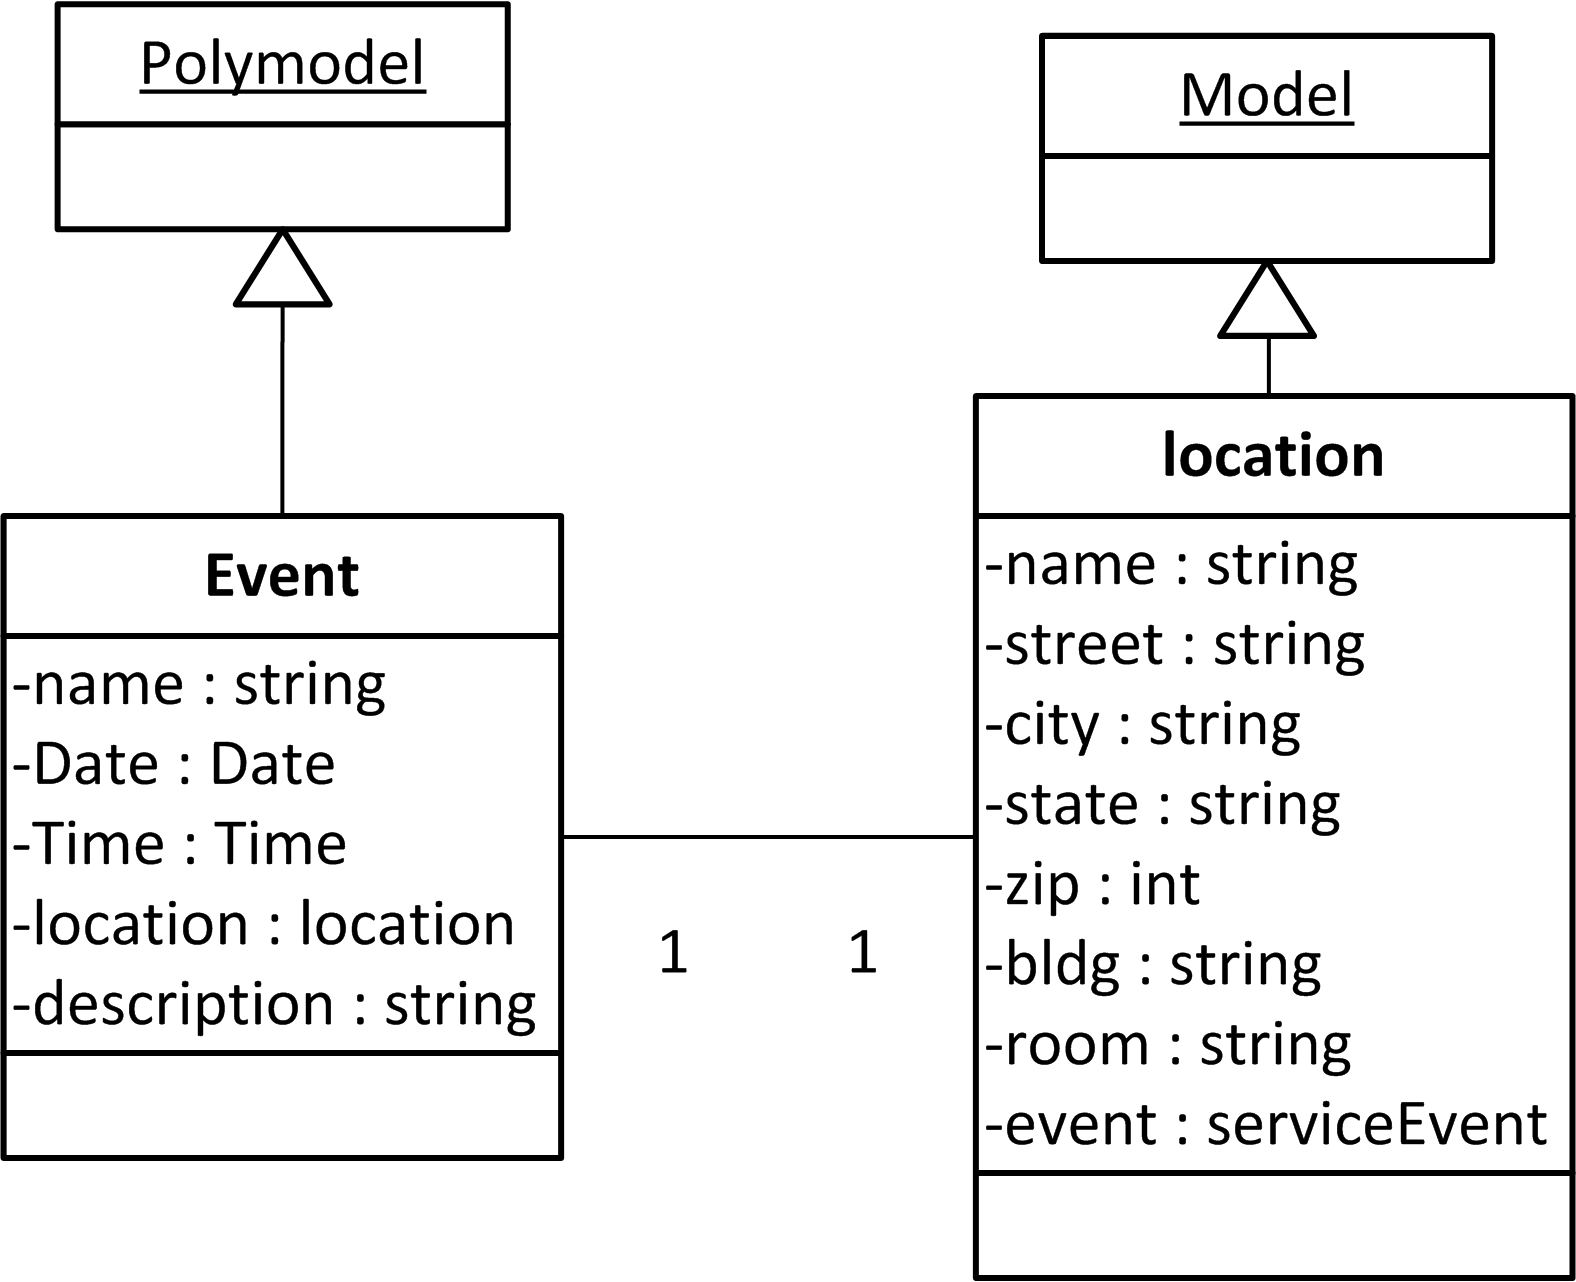 Polymodel
Model
Event
-name : string
-Date : Date
-Time : Time
-location : location
-description : string
1 1
location
-name : string
-street : string
-city : string
-state : string
-zip : int
-bldg : string
-room : string
-event : serviceEvent